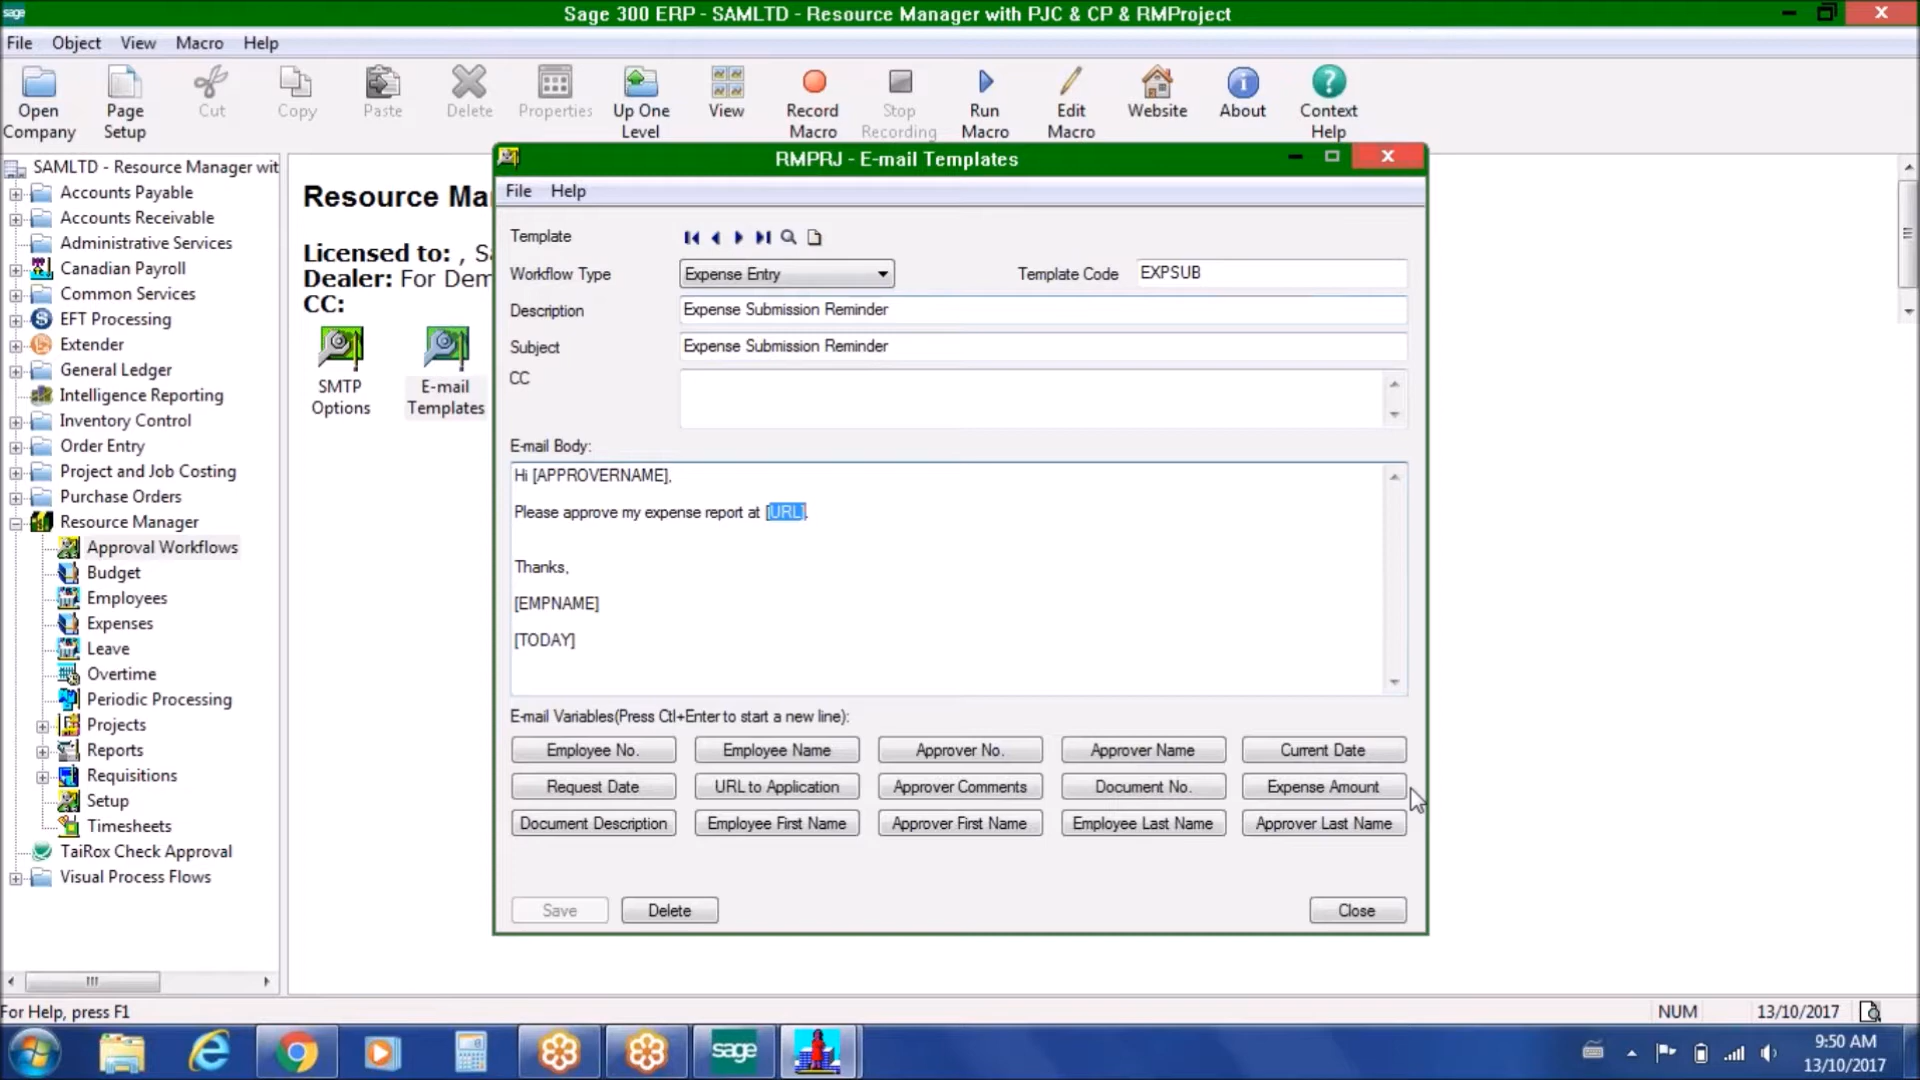 sage
Sage 300 ERP - SAMLTD - Resource Manager with PJC & CP & RMProject
X
File Object View Macro Help
Open Company
Page Setup
Cut
Copy
Paste
Delete
Properties
Up One Level
View
Record Macro
Stop Recording
Run Macro
Edit Macro
Website
About
Context Help
SAMLTD - Resource Manager wit
Accounts Payable
Accounts Receivable
Administrative Services
Canadian Payroll
Common Services
EFT Processing
Extender
General Ledger
Intelligence Reporting
Inventory Control
Order Entry
Project and Job Costing
Purchase Orders
Resource Manager
Approval Workflows
Budget
Employees
Expenses
Leave
Overtime
Periodic Processing
Projects
Reports
Requisitions
Setup
Timesheets
TaiRox Check Approval
Visual Process Flows
Resource Ma
Licensed to: , S
Dealer: For Dem
CC:
SMTP Options
E-mail Templates
RMPRJ - E-mail Templates
X
File Help
Template
Workflow Type Expense Entry Template Code EXPSUB
Description Expense Submission Reminder
Subject Expense Submission Reminder
CC
E-mail Body:
Hi [APPROVERNAME],
Please approve my expense report at [URL].
Thanks,
[EMPNAME]
[TODAY]
E-mail Variables(Press Ctl+Enter to start a new line):
Employee No. Employee Name Approver No. Approver Name Current Date
Request Date URL to Application Approver Comments Document No. Expense Amount
Document Description Employee First Name Approver First Name Employee Last Name Approver Last Name
Save Delete Close
For Help, press F1 NUM 13/10/2017
sage
9:50 AM
13/10/2017